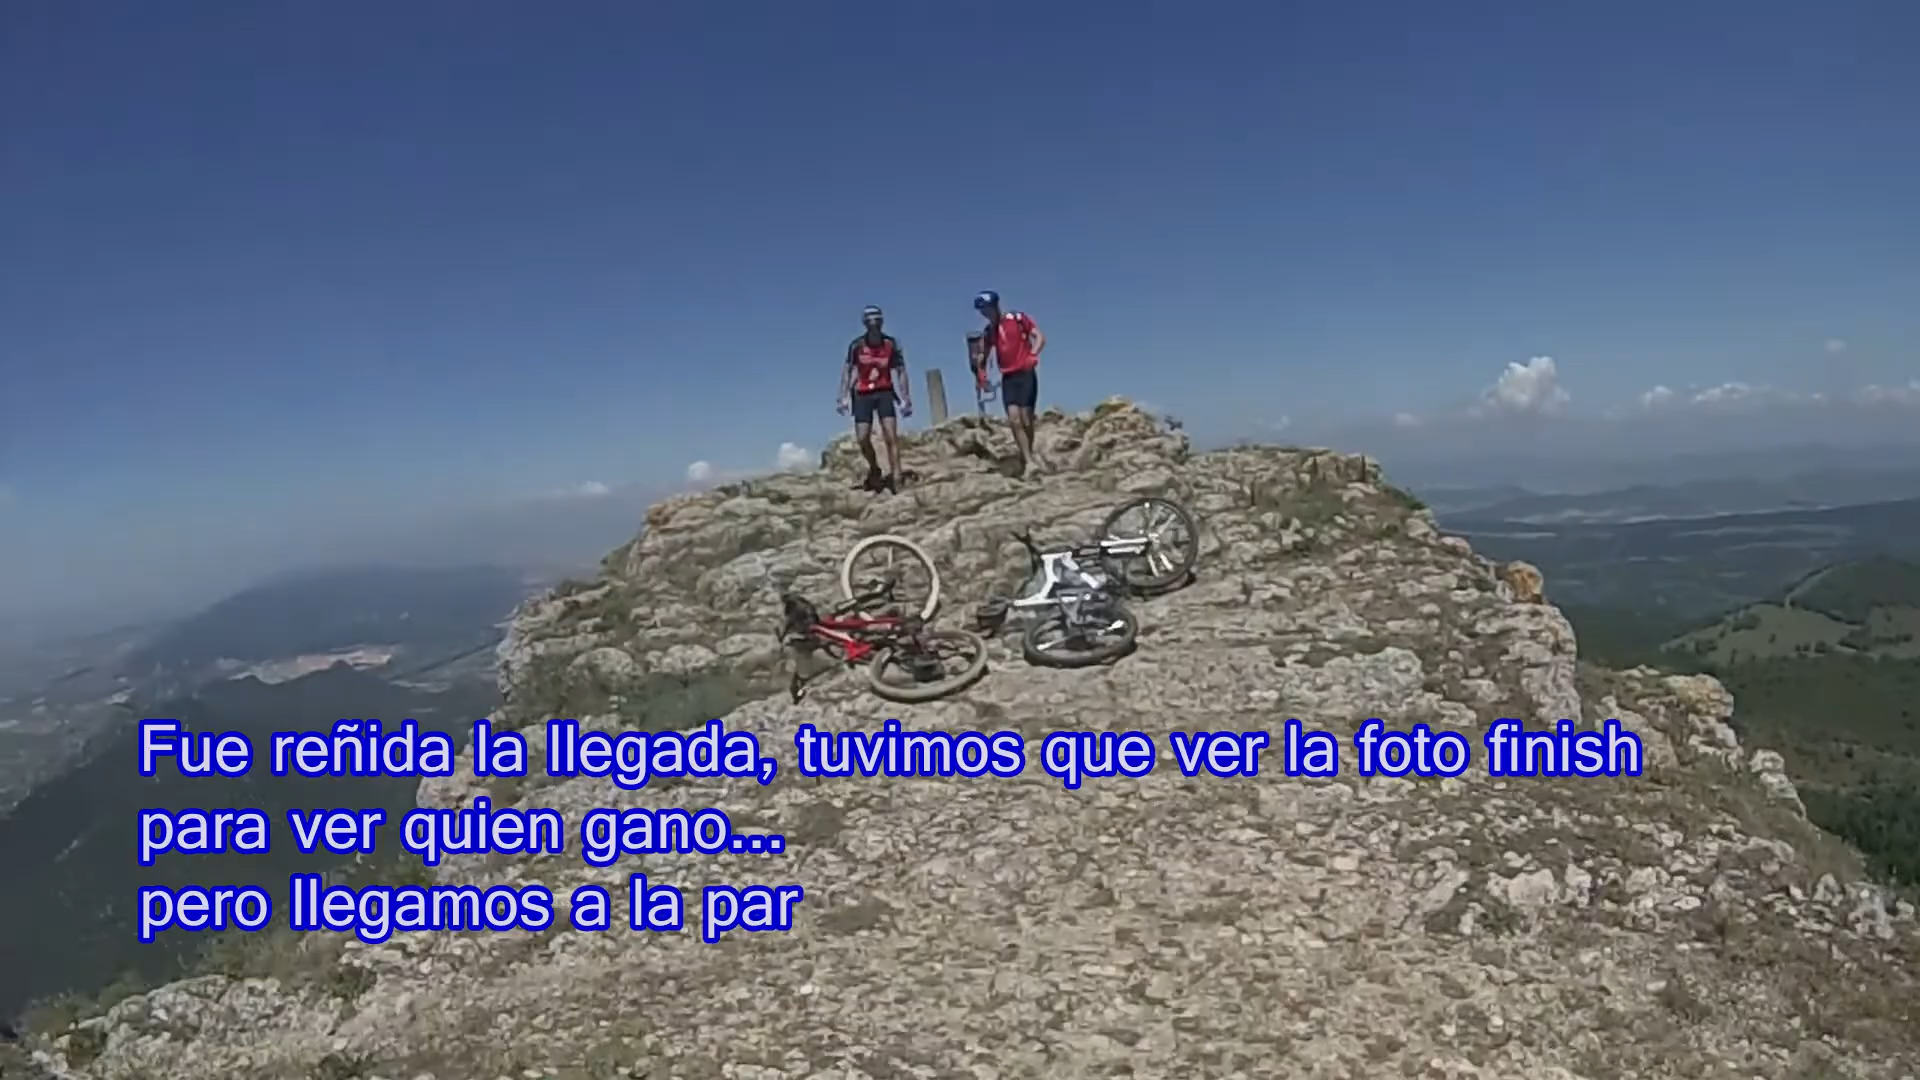 Fue reñida la llegada, tuvimos que ver la foto finish
para ver quien gano...
pero llegamos a la par